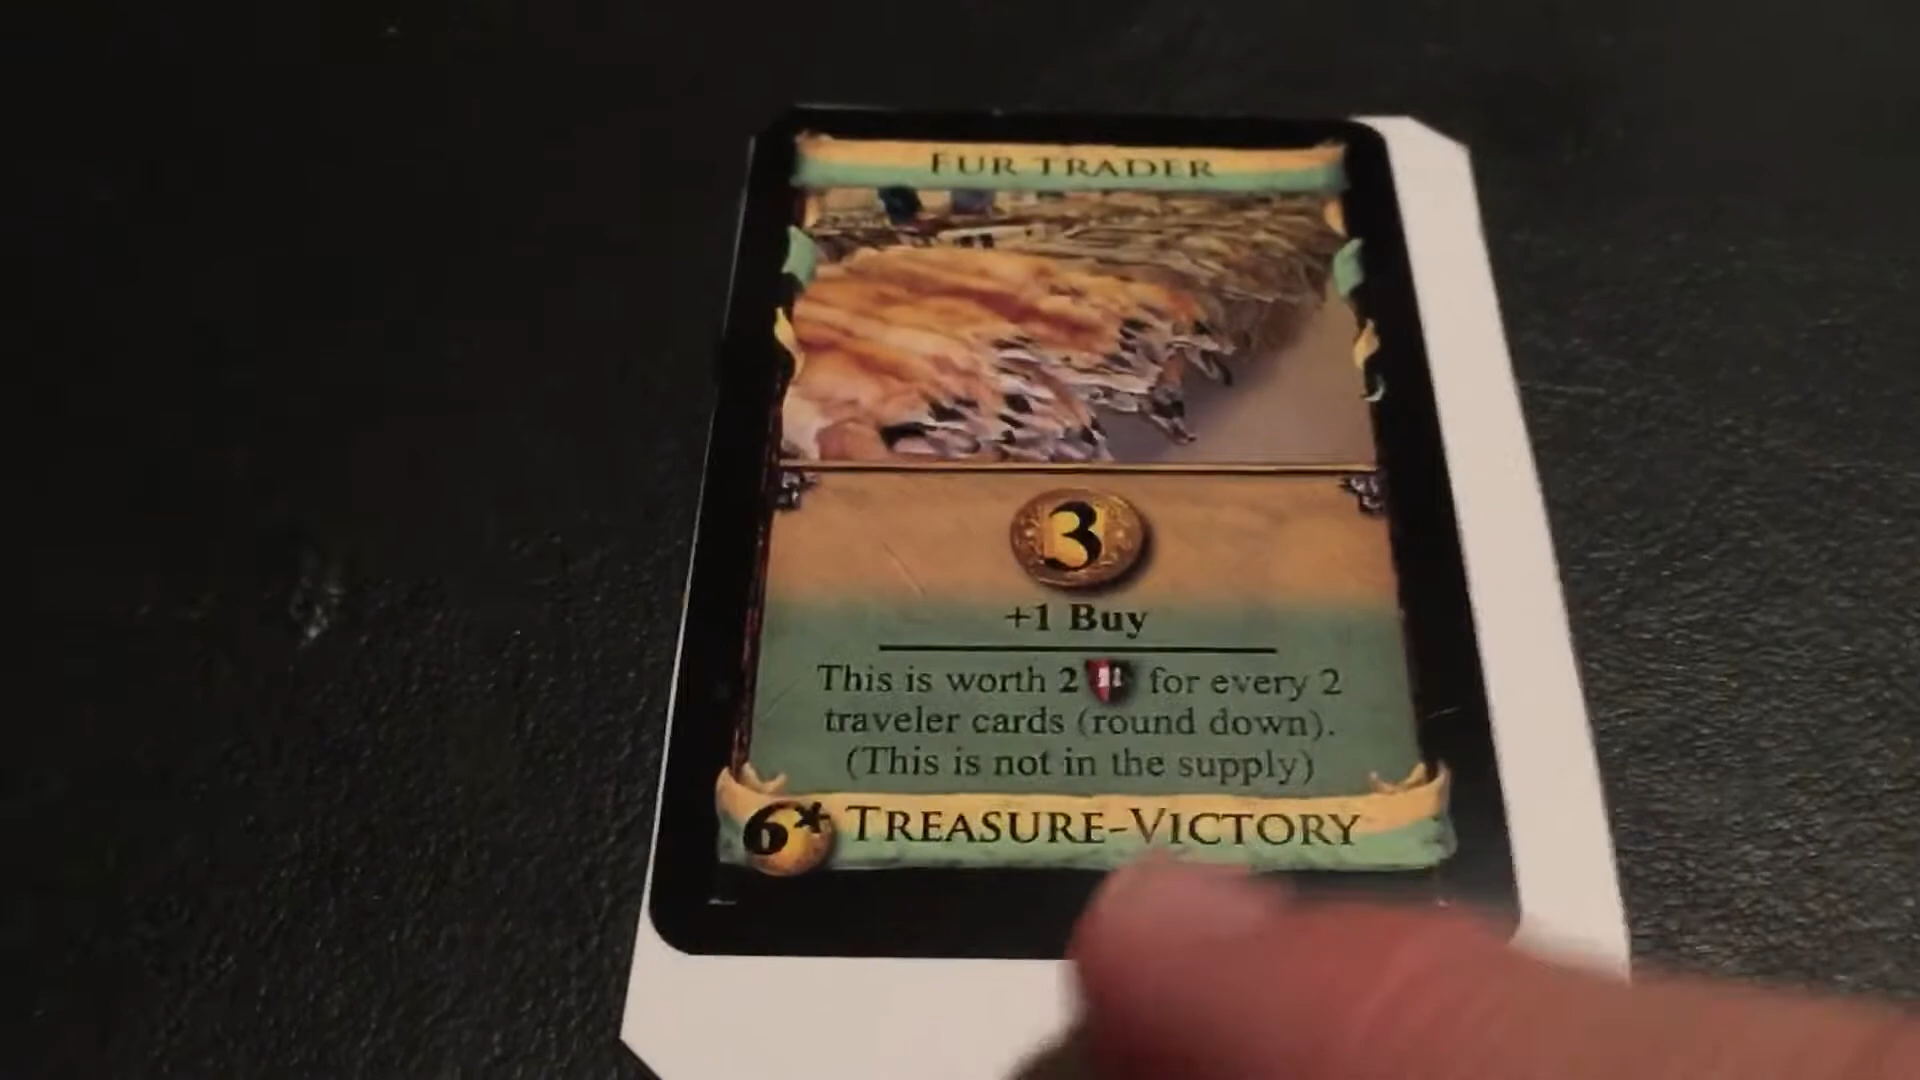 FUR TRADER
3
+1 Buy
This is worth 2 for every 2
traveler cards (round down).
(This is not in the supply)
6* TREASURE-VICTORY